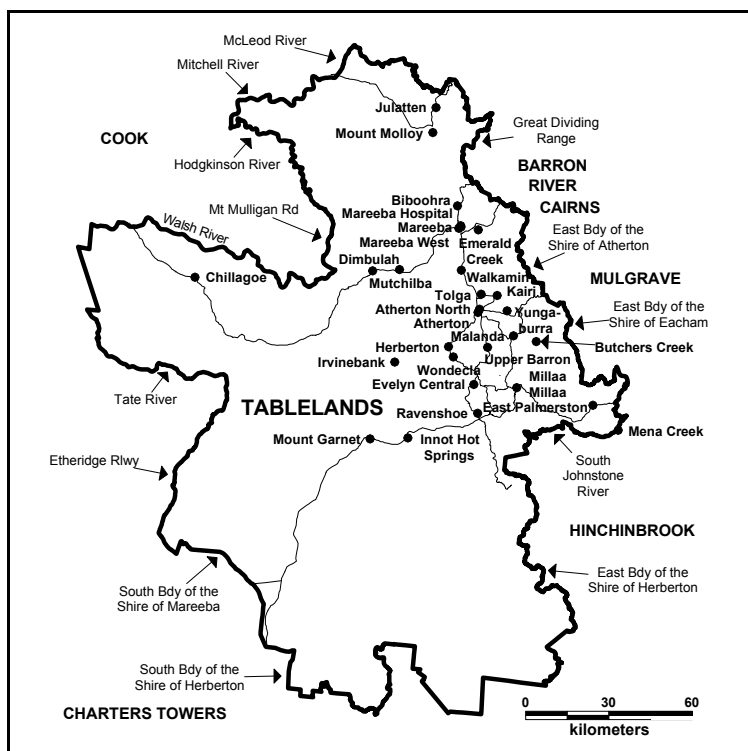 McLeod River
Mitchell River
Julatten
COOK
Mount Molloy
Great Dividing
Range
Hodgkinson River
BARRON
RIVER
CAIRNS
Biboohra
Mareeba Hospital
Mareeba
Mareeba West
Mt Mulligan Rd
Walsh River
Emerald
Creek
East Bdy of the
Shire of Atherton
Dimbulah
Mutchilba
Chillagoe
Walkamin
MULGRAVE
Tolga
Kairi
Atherton North
Atherton
Yunga-
burra
East Bdy of the
Shire of Eacham
Malanda
Herberton
Butchers Creek
Irvinebank
Upper Barron
Wondecla
Millaa
Millaa
Evelyn Central
Tate River
TABLELANDS
Ravenshoe
East Palmerston
Mena Creek
Mount Garnet
Innot Hot
Springs
South
Johnstone
River
Etheridge Rlwy
HINCHINBROOK
East Bdy of the
Shire of Herberton
South Bdy of the
Shire of Mareeba
South Bdy of the
Shire of Herberton
CHARTERS TOWERS
0 30 60
kilometers